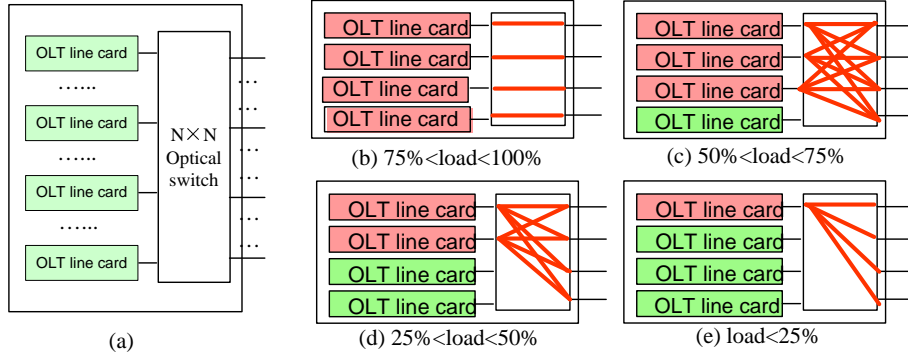 OLT line card
…...
OLT line card
…...
OLT line card
…...
OLT line card
N×N
Optical
switch
…
…
…
…
…
(a)
OLT line card
OLT line card
OLT line card
OLT line card
(b) 75%<load<100%
OLT line card
OLT line card
OLT line card
OLT line card
(c) 50%<load<75%
OLT line card
OLT line card
OLT line card
OLT line card
(d) 25%<load<50%
OLT line card
OLT line card
OLT line card
OLT line card
(e) load<25%